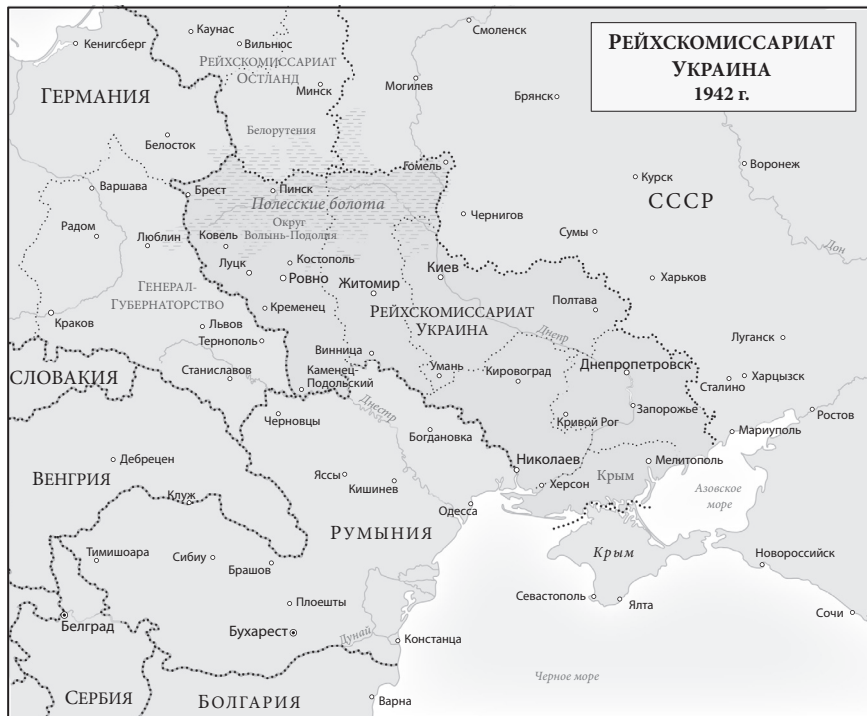 РЕЙХСКОМИССАРИАТ
УКРАИНА
1942 г.
Смоленск
Каунас
Кенигсберг
Вильнюс
РЕЙХСКОМИССАРИАТ
ОСТЛАНД
Минск
Могилев
Брянск
ГЕРМАНИЯ
Белосток
Белорутения
Гомель
Воронеж
Курск
СССР
Варшава
Брест
Пинск
Полесские болота
Чернигов
Радом
Люблин
Ковель
Округ
Волынь-Подолия
Сумы
Дон
Луцк
Костополь
Ровно
Житомир
Киев
Харьков
ГЕНЕРАЛ-
ГУБЕРНАТОРСТВО
Кременец
РЕЙХСКОМИССАРИАТ
УКРАИНА
Полтава
Краков
Львов
Тернополь
Днепр
Луганск
Винница
Умань
Кировоград
Днепропетровск
СЛОВАКИЯ
Станиславов
Каменец-
Подольский
Сталино
Харцызск
Черновцы
Днестр
Богдановка
Кривой Рог
Запорожье
Мариуполь
Ростов
Дебрецен
ВЕНГРИЯ
Яссы
Кишинев
Николаев
Мелитополь
Клуж
Херсон
Крым
Азовское
море
Одесса
РУМЫНИЯ
Тимишоара
Сибиу
Брашов
Крым
Новороссийск
Плоешты
Севастополь
Ялта
Сочи
Белград
Бухарест
Дунай
Констанца
Черное море
СЕРБИЯ
БОЛГАРИЯ
Варна